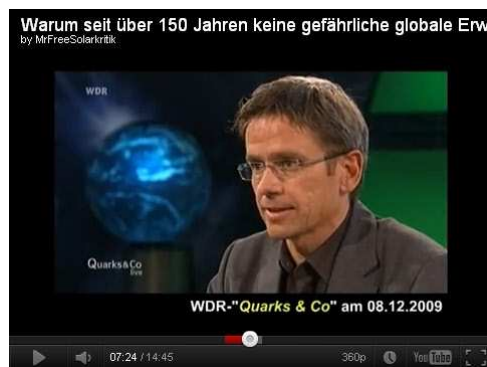 Warum seit über 150 Jahren keine gefährliche globale Erw
by MrFreeSolarkritik
WDR
Quarks&Co
live
WDR-"Quarks & Co" am 08.12.2009
07:24 / 14:45
360p
YouTube